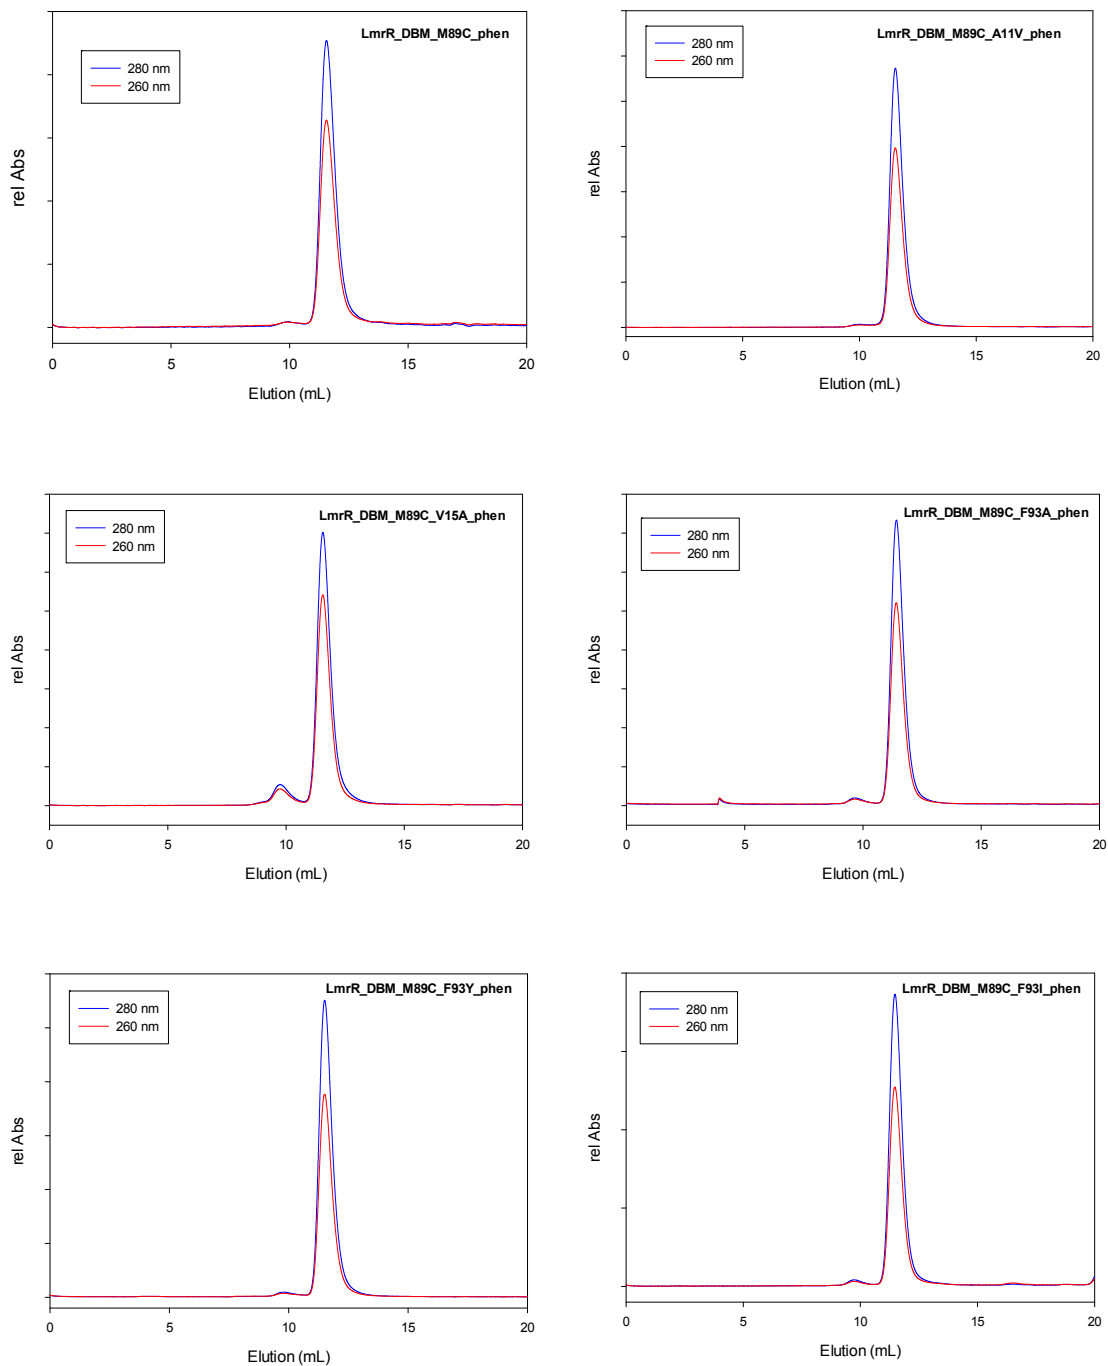 LmrR_DBM_M89C_phen
280 nm
260 nm
rel Abs
0 5 10 15 20
Elution (mL)
LmrR_DBM_M89C_A11V_phen
280 nm
260 nm
rel Abs
0 5 10 15 20
Elution (mL)
LmrR_DBM_M89C_V15A_phen
280 nm
260 nm
rel Abs
0 5 10 15 20
Elution (mL)
LmrR_DBM_M89C_F93A_phen
280 nm
260 nm
rel Abs
0 5 10 15 20
Elution (mL)
LmrR_DBM_M89C_F93Y_phen
280 nm
260 nm
rel Abs
0 5 10 15 20
Elution (mL)
LmrR_DBM_M89C_F93I_phen
280 nm
260 nm
rel Abs
0 5 10 15 20
Elution (mL)